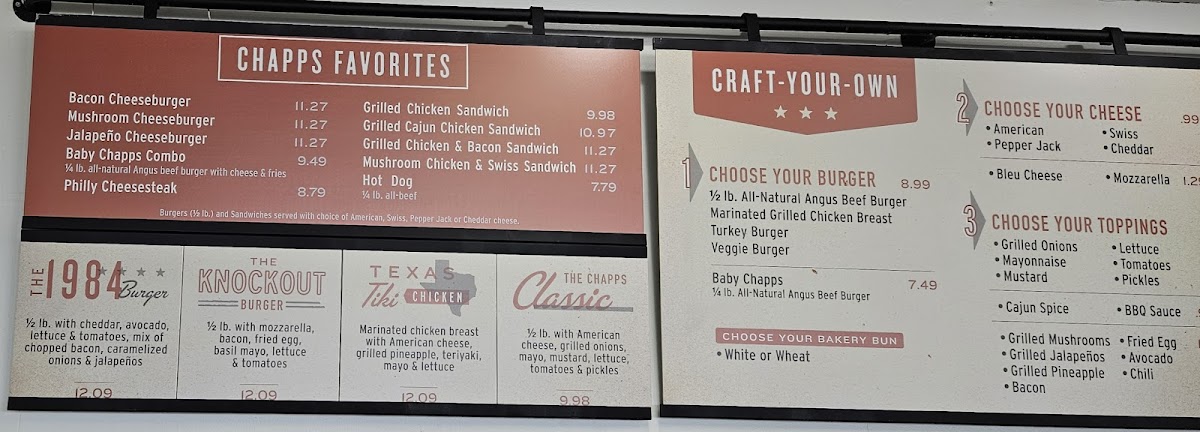 CHAPPS FAVORITES
Bacon Cheeseburger 11.27
Mushroom Cheeseburger 11.27
Jalapeño Cheeseburger 11.27
Baby Chapps Combo 9.49
¼ lb. all-natural Angus beef burger with cheese & fries
Philly Cheesesteak 8.79
Grilled Chicken Sandwich 9.98
Grilled Cajun Chicken Sandwich 10.97
Grilled Chicken & Bacon Sandwich 11.27
Mushroom Chicken & Swiss Sandwich 11.27
Hot Dog 7.79
¼ lb. all-beef
Burgers (½ lb.) and Sandwiches served with choice of American, Swiss, Pepper Jack or Cheddar cheese.
THE 1984 Burger
½ lb. with cheddar, avocado,
lettuce & tomatoes, mix of
chopped bacon, caramelized
onions & jalapeños
12.09
THE
KNOCKOUT
BURGER
½ lb. with mozzarella,
bacon, fried egg,
basil mayo, lettuce
& tomatoes
12.09
TEXAS
Tiki CHICKEN
Marinated chicken breast
with American cheese,
grilled pineapple, teriyaki,
mayo & lettuce
12.09
THE CHAPPS
Classic
½ lb. with American
cheese, grilled onions,
mayo, mustard, lettuce,
tomatoes & pickles
9.98
CRAFT-YOUR-OWN
1 CHOOSE YOUR BURGER 8.99
½ lb. All-Natural Angus Beef Burger
Marinated Grilled Chicken Breast
Turkey Burger
Veggie Burger
Baby Chapps 7.49
¼ lb. All-Natural Angus Beef Burger
CHOOSE YOUR BAKERY BUN
• White or Wheat
2 CHOOSE YOUR CHEESE .99
• American • Swiss
• Pepper Jack • Cheddar
• Bleu Cheese • Mozzarella 1.29
3 CHOOSE YOUR TOPPINGS
• Grilled Onions • Lettuce
• Mayonnaise • Tomatoes
• Mustard • Pickles
• Cajun Spice • BBQ Sauce
• Grilled Mushrooms • Fried Egg
• Grilled Jalapeños • Avocado
• Grilled Pineapple • Chili
• Bacon